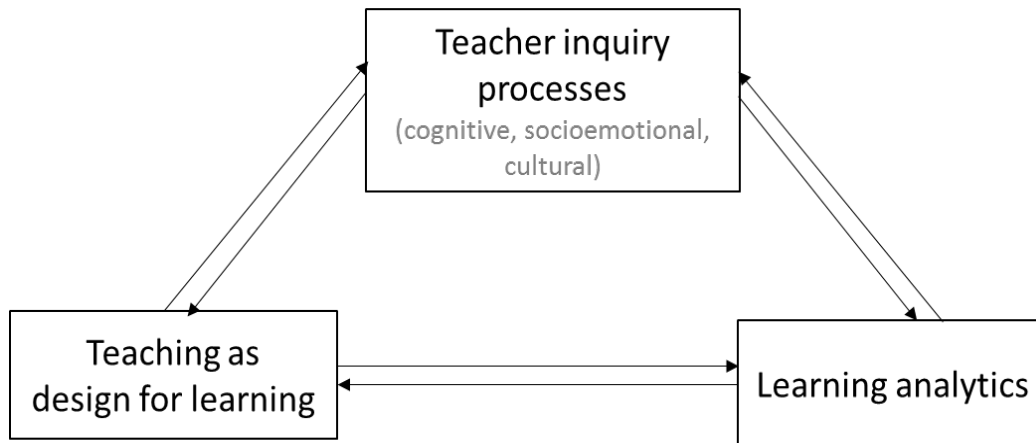 Teacher inquiry
processes
(cognitive, socioemotional,
cultural)
Teaching as
design for learning
Learning analytics